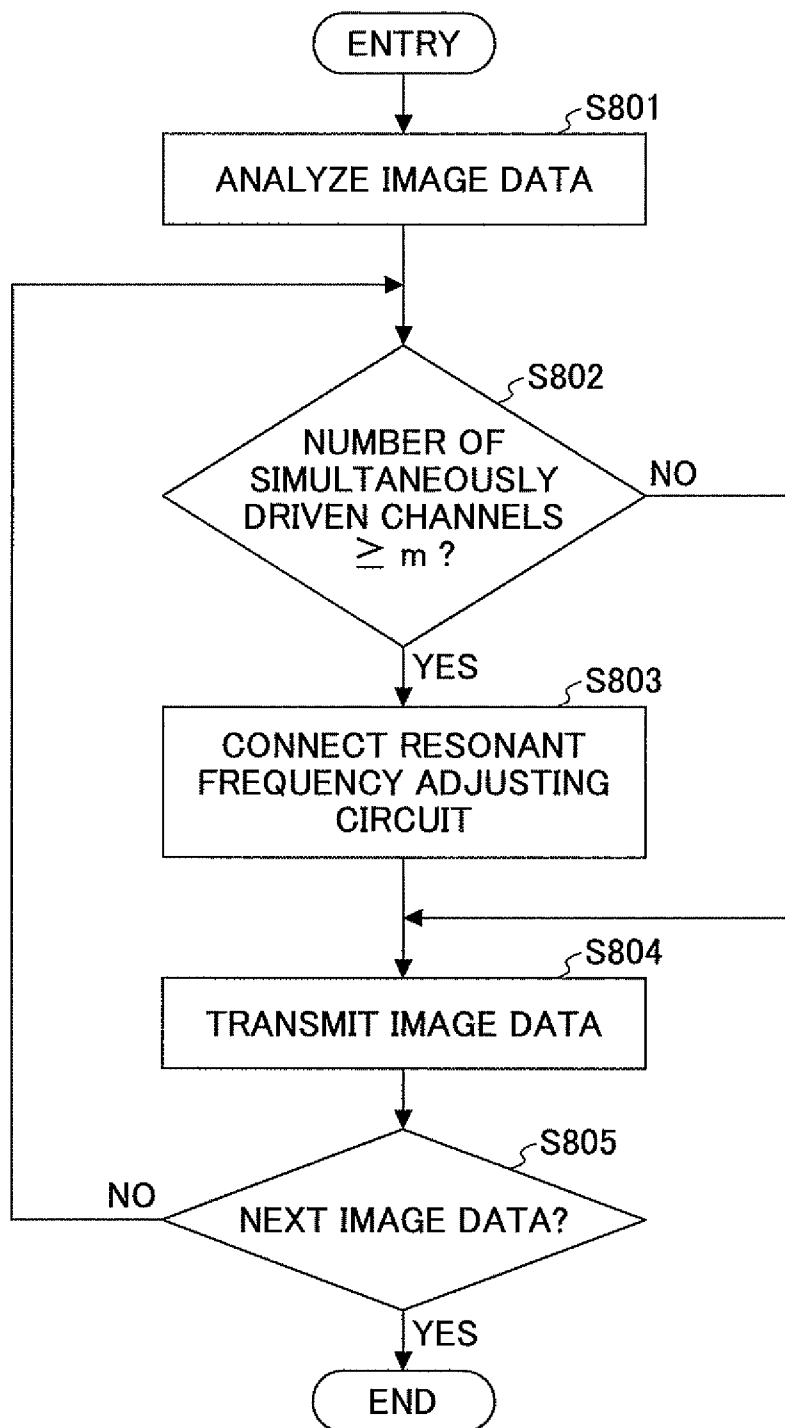 ENTRY
S801
ANALYZE IMAGE DATA
S802
NUMBER OF
SIMULTANEOUSLY
DRIVEN CHANNELS
≧ m ?
NO
YES
S803
CONNECT RESONANT
FREQUENCY ADJUSTING
CIRCUIT
S804
TRANSMIT IMAGE DATA
S805
NO
NEXT IMAGE DATA?
YES
END